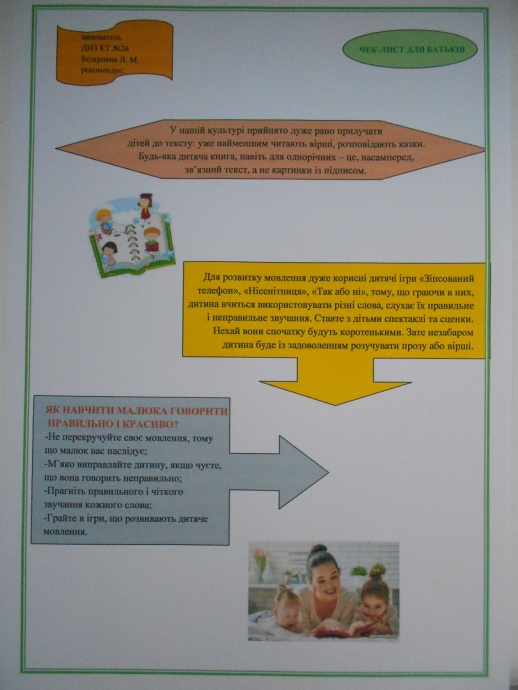 вихователь
ДНЗ КТ №26
Безкровна Л. М.
рекомендує:
ЧЕК-ЛИСТ ДЛЯ БАТЬКІВ
У нашій культурі прийнято дуже рано прилучати
дітей до тексту: уже найменшим читають вірші, розповідають казки.
Будь-яка дитяча книга, навіть для однорічних – це, насамперед,
зв'язний текст, а не картинки із підписом.
Для розвитку мовлення дуже корисні дитячі ігри «Зіпсований
телефон», «Нісенітниця», «Так або ні», тому, що граючи в них,
дитина вчиться використовувати різні слова, слухає їх правильне
і неправильне звучання. Ставте з дітьми спектаклі та сценки.
Нехай вони спочатку будуть коротенькими. Зате незабаром
дитина буде із задоволенням розучувати прозу або вірші.
ЯК НАВЧИТИ МАЛЮКА ГОВОРИТИ
ПРАВИЛЬНО І КРАСИВО?
-Не перекручуйте своє мовлення, тому
що малюк вас наслідує;
-М`яко виправляйте дитину, якщо чуєте,
що вона говорить неправильно;
-Прагніть правильного і чіткого
звучання кожного слова;
-Грайте в ігри, що розвивають дитяче
мовлення.